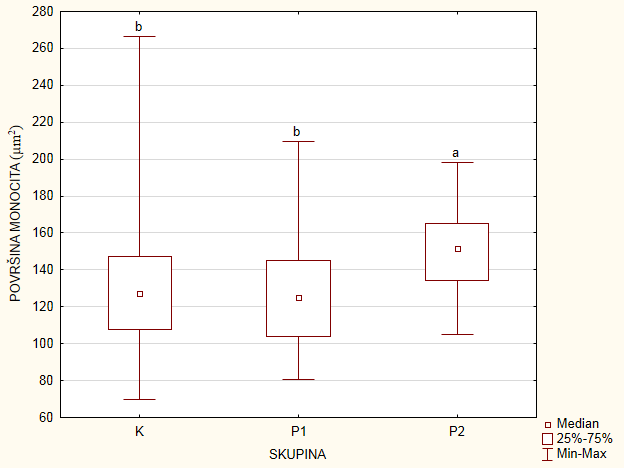 280
260
240
220
200
180
160
140
120
100
80
60
POVRŠINA MONOCITA (μm²)
b
b
a
K P1 P2
SKUPINA
Median
25%-75%
Min-Max